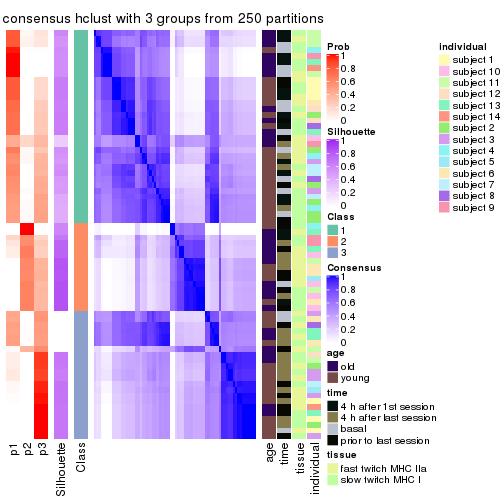 consensus hclust with 3 groups from 250 partitions
Prob
1
0.8
0.6
0.4
0.2
0
Silhouette
1
0.8
0.6
0.4
0.2
0
Class
1
2
3
Consensus
1
0.8
0.6
0.4
0.2
0
age
old
young
time
4 h after 1st session
4 h after last session
basal
prior to last session
tissue
fast twitch MHC IIa
slow twitch MHC I
individual
subject 1
subject 10
subject 11
subject 12
subject 13
subject 14
subject 2
subject 3
subject 4
subject 5
subject 6
subject 7
subject 8
subject 9
p1
p2
p3
Silhouette
Class
age
time
tissue
individual